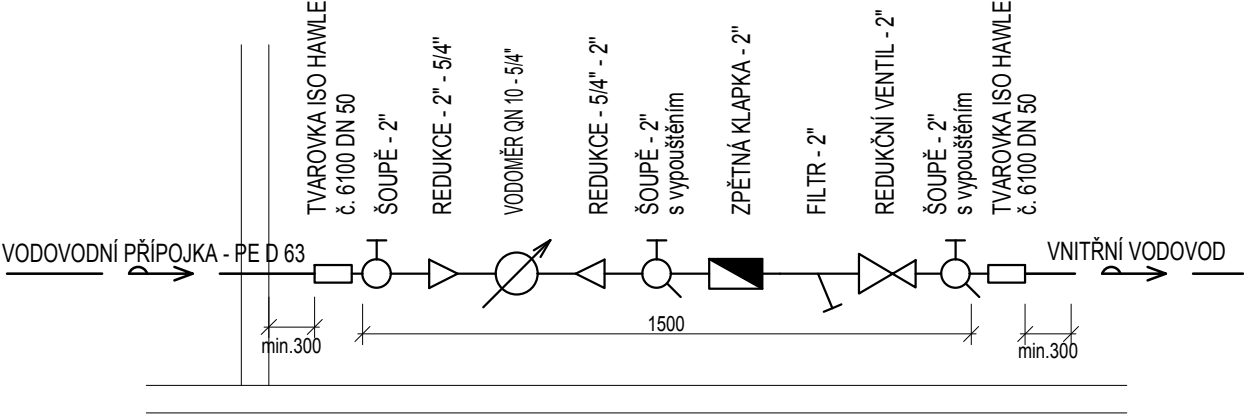 TVAROVKA ISO HAWLE
č. 6100 DN 50
ŠOUPĚ - 2"
REDUKCE - 2" - 5/4"
VODOMĚR QN 10 - 5/4"
REDUKCE - 5/4" - 2"
ŠOUPĚ - 2"
s vypouštěním
ZPĚTNÁ KLAPKA - 2"
FILTR - 2"
REDUKČNÍ VENTIL - 2"
ŠOUPĚ - 2"
s vypouštěním
TVAROVKA ISO HAWLE
č. 6100 DN 50
VODOVODNÍ PŘÍPOJKA - PE D 63
VNITŘNÍ VODOVOD
min.300
1500
min.300